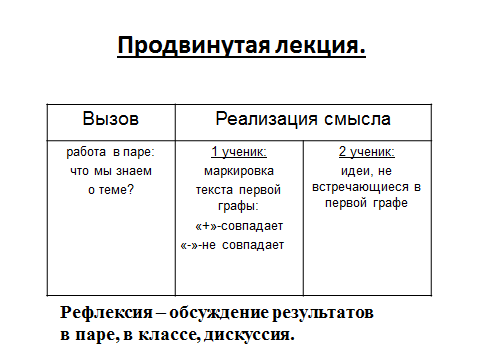 Продвинутая лекция.
Вызов
Реализация смысла
работа в паре:
что мы знаем
о теме?
1 ученик:
маркировка
текста первой
графы:
«+»-совпадает
«-»-не совпадает
2 ученик:
идеи, не
встречающиеся в
первой графе
Рефлексия – обсуждение результатов
в паре, в классе, дискуссия.